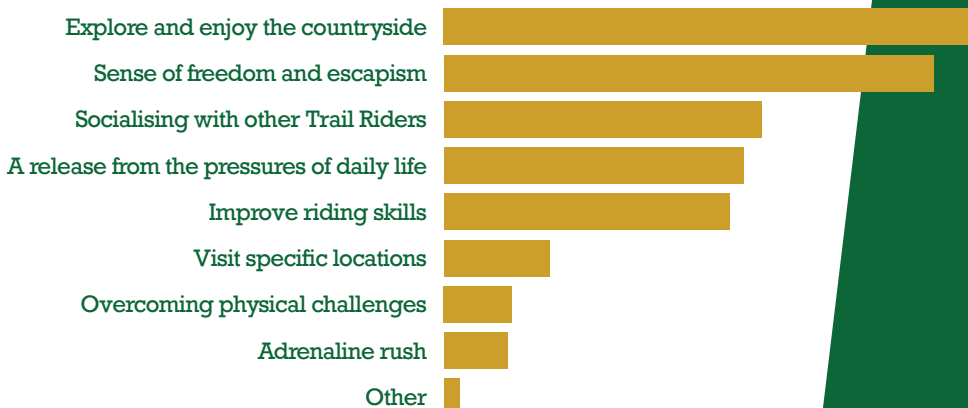 Explore and enjoy the countryside
Sense of freedom and escapism
Socialising with other Trail Riders
A release from the pressures of daily life
Improve riding skills
Visit specific locations
Overcoming physical challenges
Adrenaline rush
Other